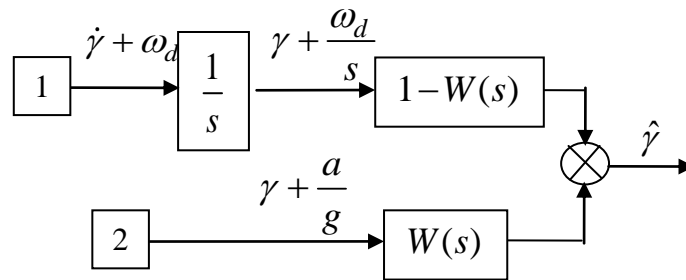 γ̇ + ω_d
γ + ω_d/s
1
1/s
1 − W(s)
γ̂
γ + a/g
2
W(s)